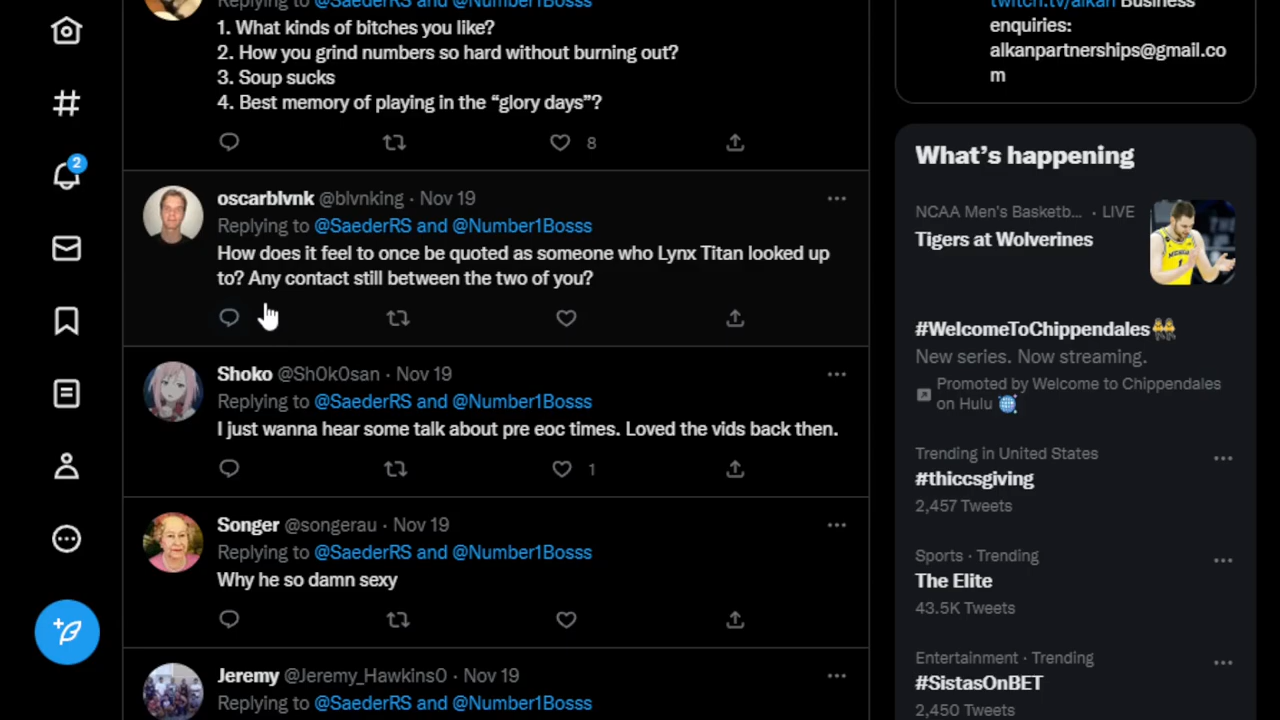 Replying to @SaederRS and @Number1Bosss
1. What kinds of bitches you like?
2. How you grind numbers so hard without burning out?
3. Soup sucks
4. Best memory of playing in the “glory days”?
8
oscarblvnk @blvnking · Nov 19
Replying to @SaederRS and @Number1Bosss
How does it feel to once be quoted as someone who Lynx Titan looked up
to? Any contact still between the two of you?
Shoko @Sh0k0san · Nov 19
Replying to @SaederRS and @Number1Bosss
I just wanna hear some talk about pre eoc times. Loved the vids back then.
1
Songer @songerau · Nov 19
Replying to @SaederRS and @Number1Bosss
Why he so damn sexy
Jeremy @Jeremy_Hawkins0 · Nov 19
Replying to @SaederRS and @Number1Bosss
2
twitch.tv/alkan Business
enquiries:
alkanpartnerships@gmail.co
m
What’s happening
NCAA Men's Basketb... · LIVE
Tigers at Wolverines
#WelcomeToChippendales
New series. Now streaming.
Promoted by Welcome to Chippendales
on Hulu
Trending in United States
#thiccsgiving
2,457 Tweets
Sports · Trending
The Elite
43.5K Tweets
Entertainment · Trending
#SistasOnBET
2,450 Tweets